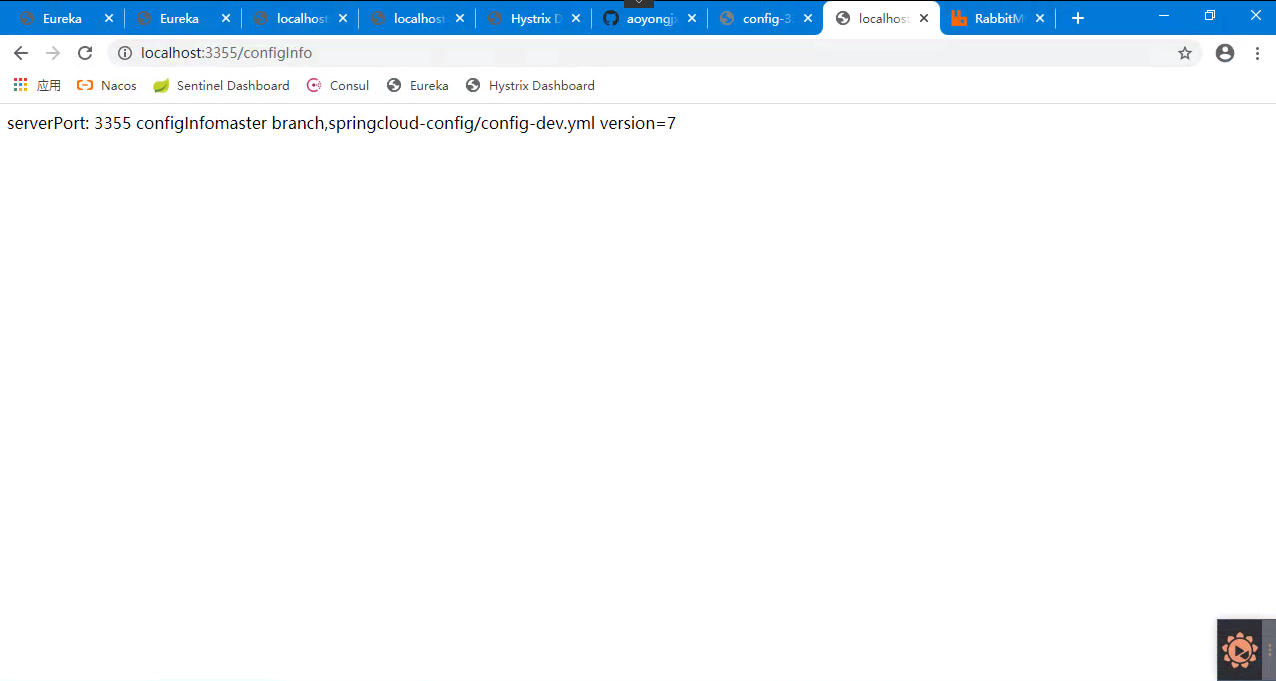 Eureka Eureka localhost localhost Hystrix D aoyongjx config-3 localhost RabbitM
localhost:3355/configInfo
应用 Nacos Sentinel Dashboard Consul Eureka Hystrix Dashboard
serverPort: 3355 configInfomaster branch,springcloud-config/config-dev.yml version=7